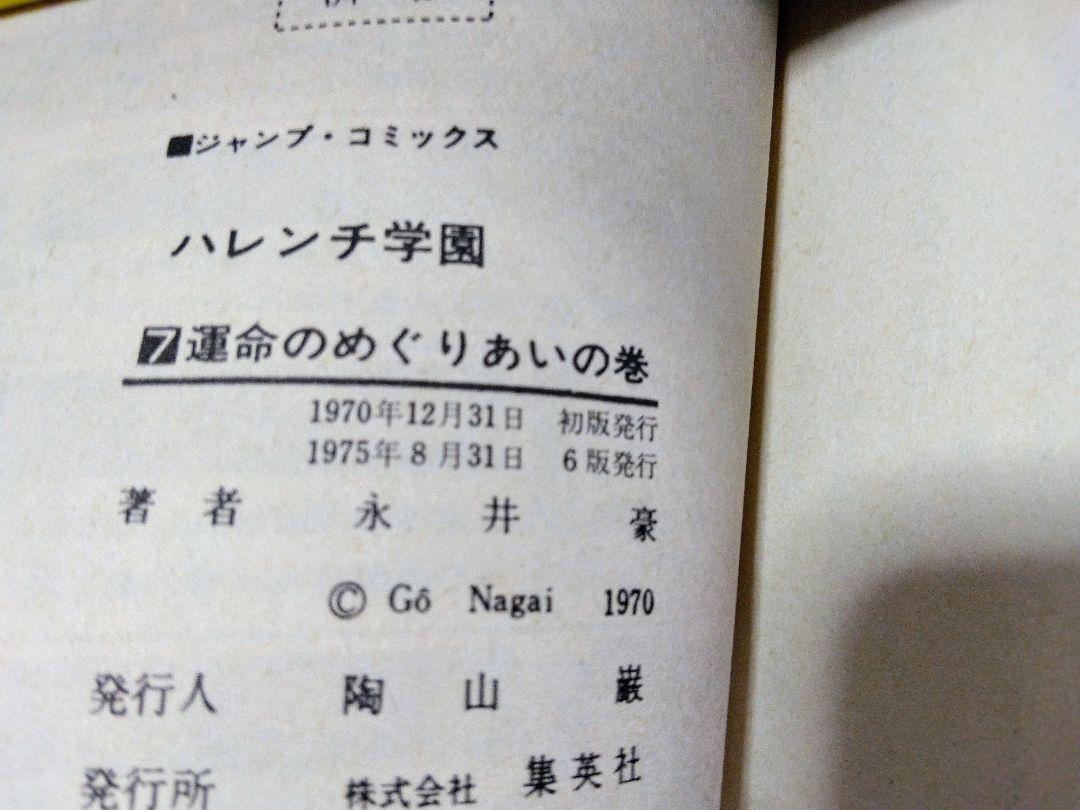 ■ジャンプ・コミックス
ハレンチ学園
7運命のめぐりあいの巻
1970年12月31日 初版発行
1975年8月31日 6版発行
著者 永井豪
© Gô Nagai 1970
発行人 陶山巖
発行所 株式会社 集英社